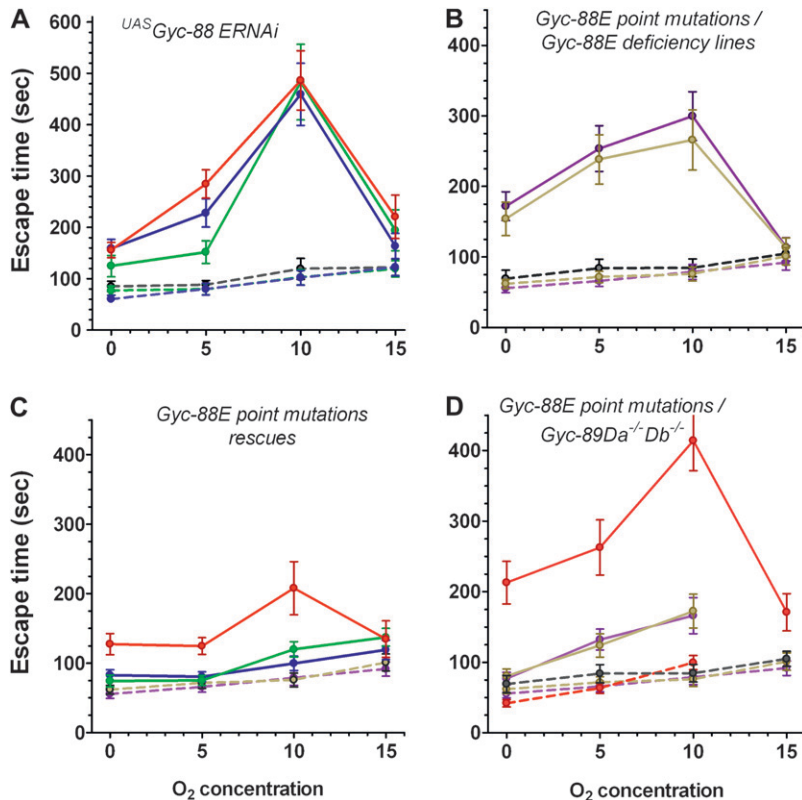 A
UAS Gyc-88 ERNAi
Escape time (sec)
600
500
400
300
200
100
0
0 5 10 15
B
Gyc-88E point mutations /
Gyc-88E deficiency lines
400
300
200
100
0
0 5 10 15
C
Gyc-88E point mutations
rescues
Escape time (sec)
400
300
200
100
0
0 5 10 15
O2 concentration
D
Gyc-88E point mutations /
Gyc-89Da-/-Db-/-
400
300
200
100
0
0 5 10 15
O2 concentration